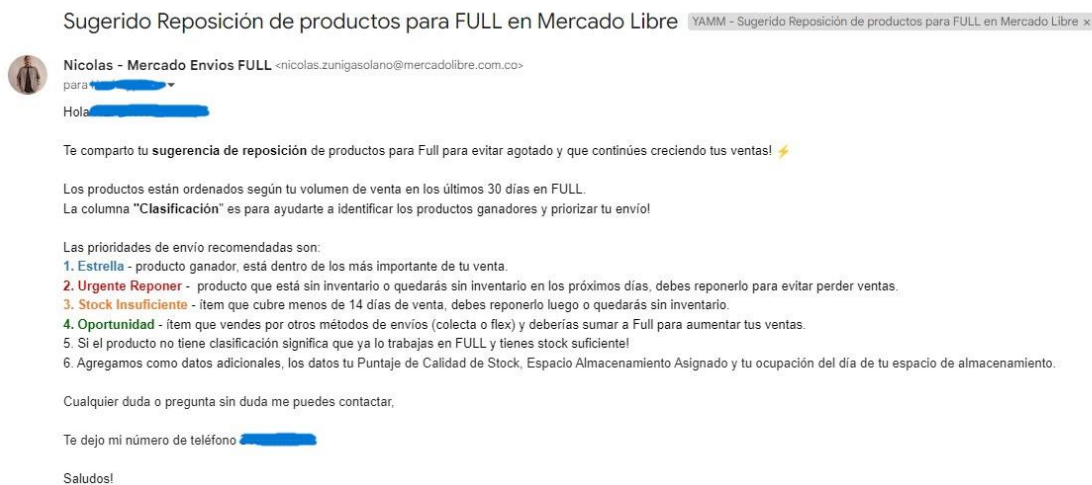 Sugerido Reposición de productos para FULL en Mercado Libre YAMM - Sugerido Reposición de productos para FULL en Mercado Libre ×
Nicolas - Mercado Envios FULL <nicolas.zunigasolano@mercadolibre.com.co>
para
Hola
Te comparto tu sugerencia de reposición de productos para Full para evitar agotado y que continúes creciendo tus ventas! ⚡
Los productos están ordenados según tu volumen de venta en los últimos 30 días en FULL.
La columna "Clasificación" es para ayudarte a identificar los productos ganadores y priorizar tu envío!
Las prioridades de envío recomendadas son:
1. Estrella - producto ganador, está dentro de los más importante de tu venta.
2. Urgente Reponer - producto que está sin inventario o quedarás sin inventario en los próximos días, debes reponerlo para evitar perder ventas.
3. Stock Insuficiente - ítem que cubre menos de 14 días de venta, debes reponerlo luego o quedarás sin inventario.
4. Oportunidad - ítem que vendes por otros métodos de envíos (colecta o flex) y deberías sumar a Full para aumentar tus ventas.
5. Si el producto no tiene clasificación significa que ya lo trabajas en FULL y tienes stock suficiente!
6. Agregamos como datos adicionales, los datos tu Puntaje de Calidad de Stock, Espacio Almacenamiento Asignado y tu ocupación del día de tu espacio de almacenamiento.
Cualquier duda o pregunta sin duda me puedes contactar,
Te dejo mi número de teléfono
Saludos!